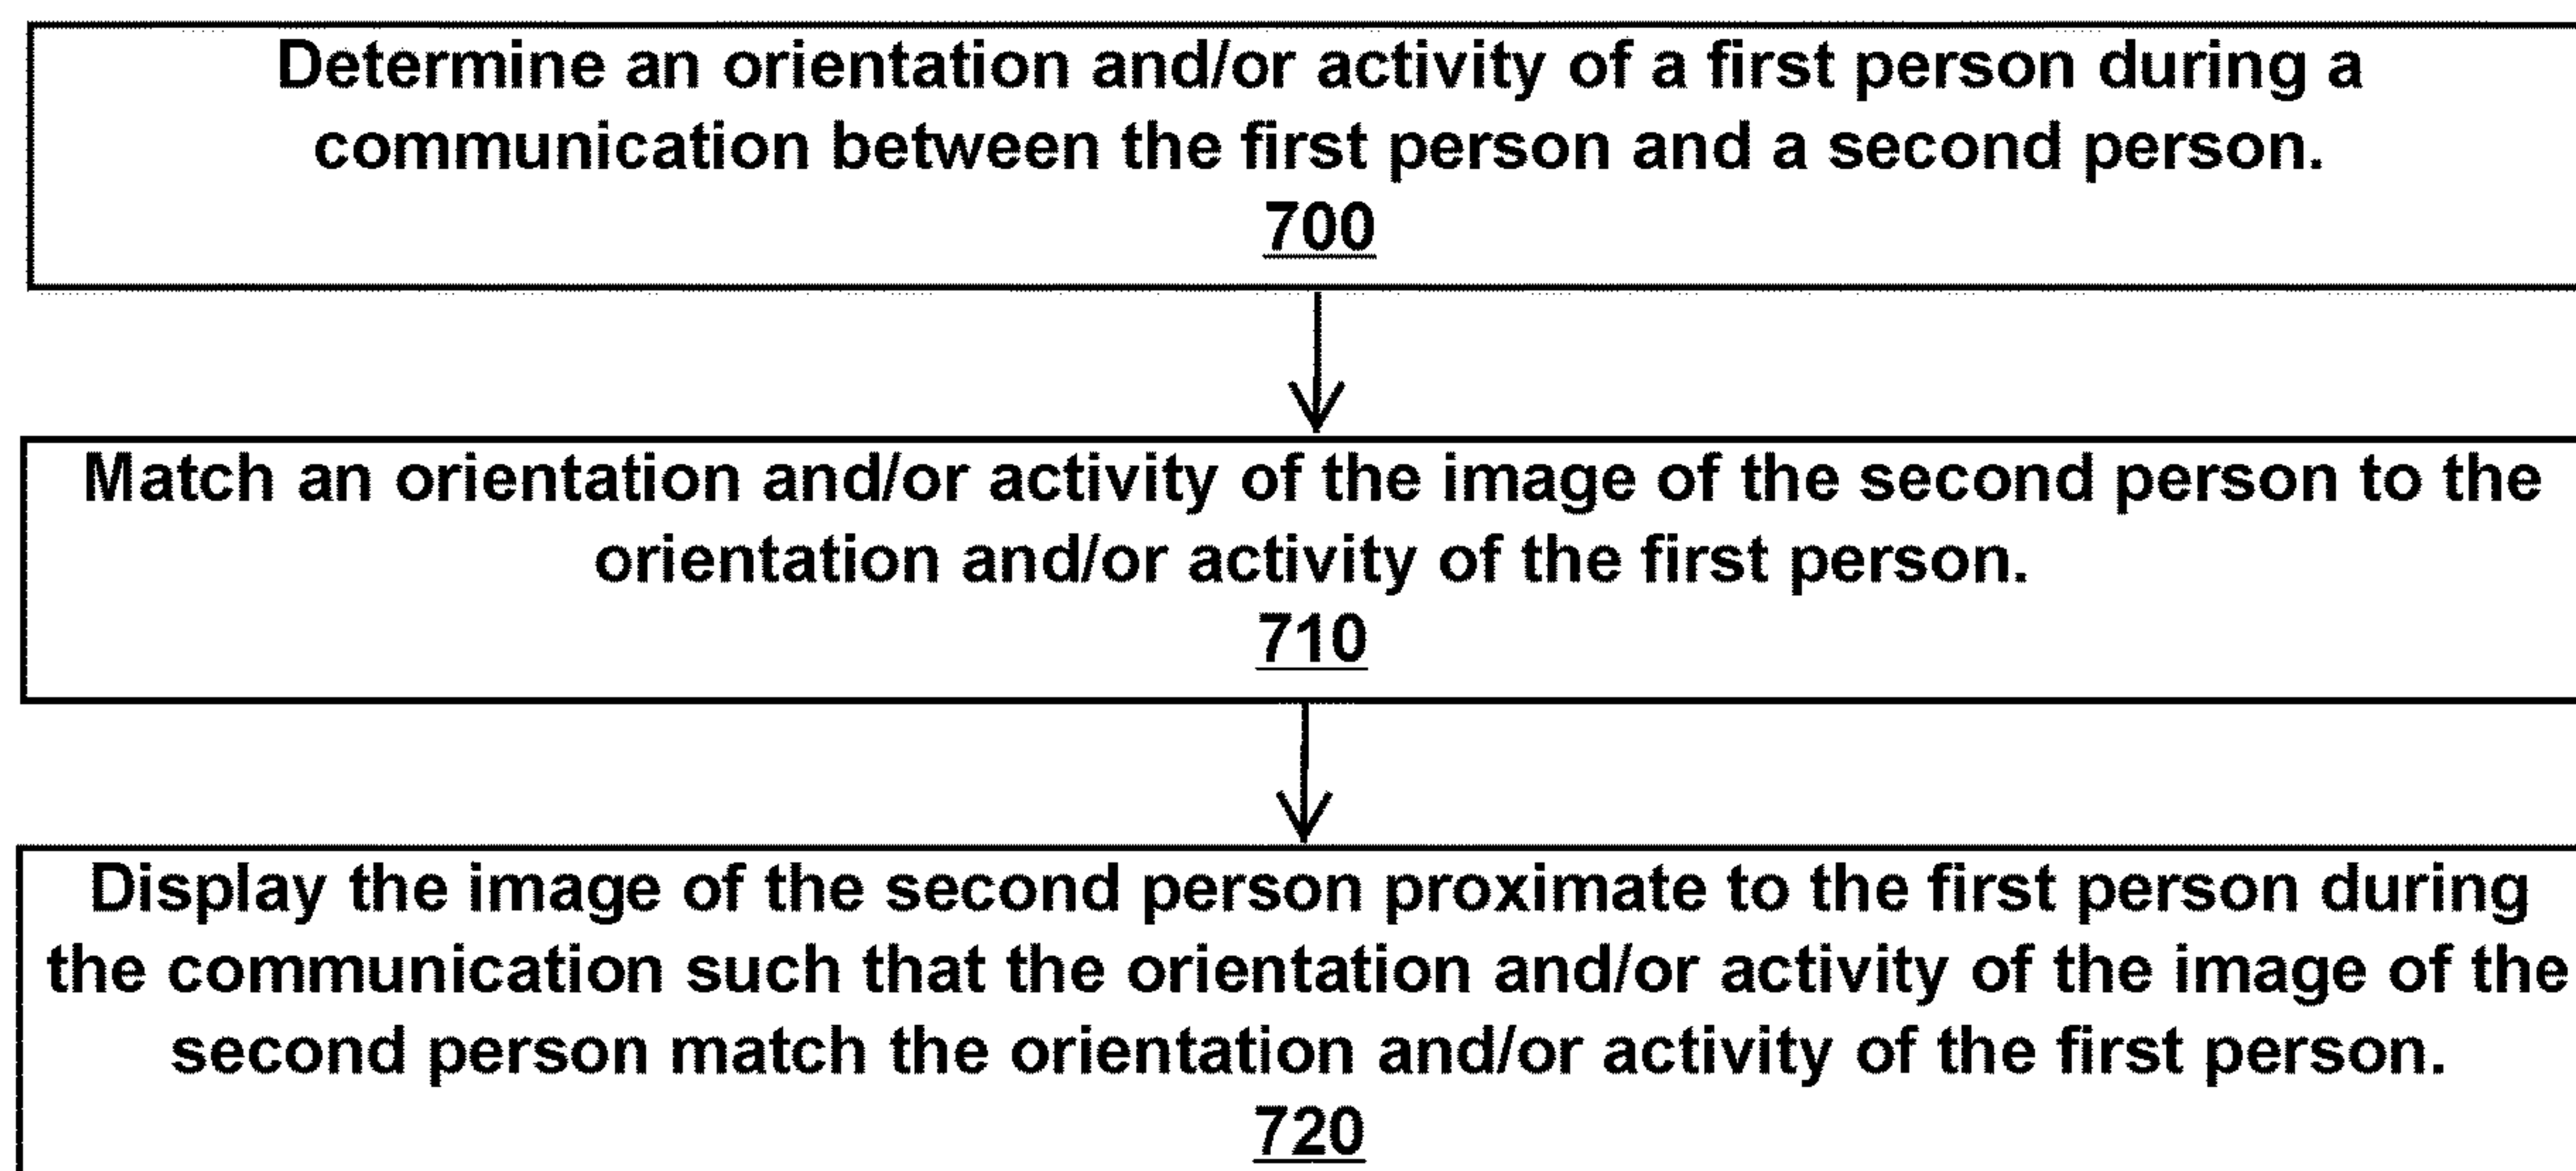 Determine an orientation and/or activity of a first person during a
communication between the first person and a second person.
700
Match an orientation and/or activity of the image of the second person to the
orientation and/or activity of the first person.
710
Display the image of the second person proximate to the first person during
the communication such that the orientation and/or activity of the image of the
second person match the orientation and/or activity of the first person.
720